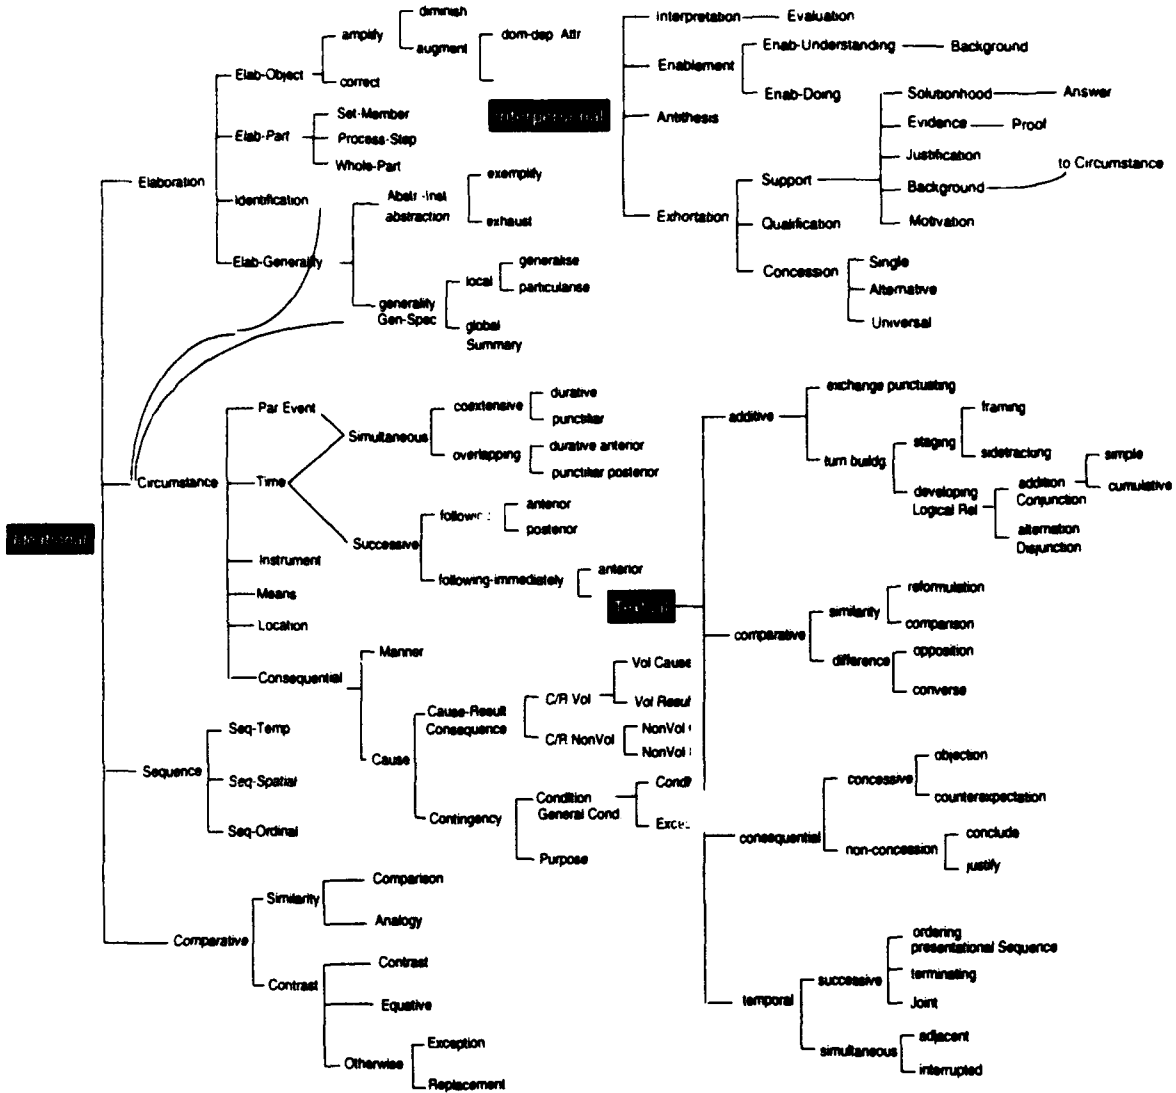 diminish
amplify
augment
dom-dep Attr
Elab-Object
correct
Elab-Part
Set-Member
Process-Step
Whole-Part
Elaboration
Identification
Abstr-Inst
abstraction
exemplify
exhaust
Elab-Generality
generality
Gen-Spec
local
generalise
particularise
global
Summary
Interpersonal
Interpretation
Evaluation
Enablement
Enab-Understanding
Background
Enab-Doing
Antithesis
Solutionhood
Answer
Evidence
Proof
Justification
to Circumstance
Support
Background
Motivation
Exhortation
Qualification
Concession
Single
Alternative
Universal
Par Event
Simultaneous
coextensive
durative
punctiliar
overlapping
durative anterior
punctiliar posterior
Circumstance
Time
Successive
following
anterior
posterior
following-immediately
anterior
Instrument
Means
Location
Consequential
Manner
Cause
Cause-Result
Consequence
C/R Vol
Vol Cause
Vol Result
C/R NonVol
NonVol
NonVol
Contingency
Condition
General Cond
Purpose
Sequence
Seq-Temp
Seq-Spatial
Seq-Ordinal
Comparative
Similarity
Comparison
Analogy
Contrast
Contrast
Equative
Otherwise
Exception
Replacement
Textual
additive
exchange punctuating
turn buildg
staging
framing
sidetracking
developing
Logical Rel
addition
Conjunction
simple
cumulative
alternation
Disjunction
comparative
similarity
reformulation
comparison
difference
opposition
converse
consequential
concessive
objection
counterexpectation
non-concession
conclude
justify
temporal
successive
ordering
presentational Sequence
terminating
Joint
simultaneous
adjacent
interrupted